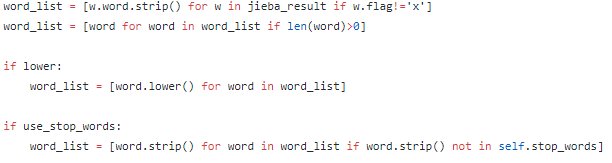 word_list = [w.word.strip() for w in jieba_result if w.flag!='x']
word_list = [word for word in word_list if len(word)>0]
if lower:
word_list = [word.lower() for word in word_list]
if use_stop_words:
word_list = [word.strip() for word in word_list if word.strip() not in self.stop_words]